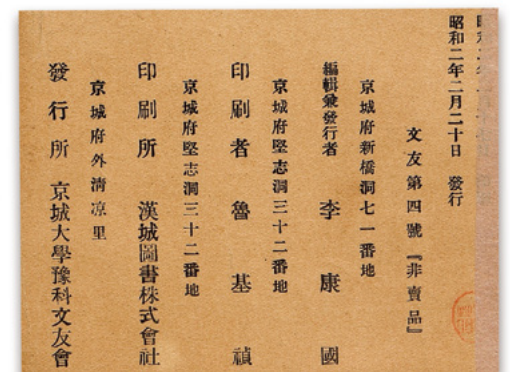 昭和二年二月二十日　發行
文友第四號『非賣品』
京城府新橋洞七一番地
編輯兼發行者　李康國
京城府堅志洞三十二番地
印刷者　魯基禎
京城府堅志洞三十二番地
印刷所　漢城圖書株式會社
京城府外淸凉里
發行所　京城大學豫科文友會